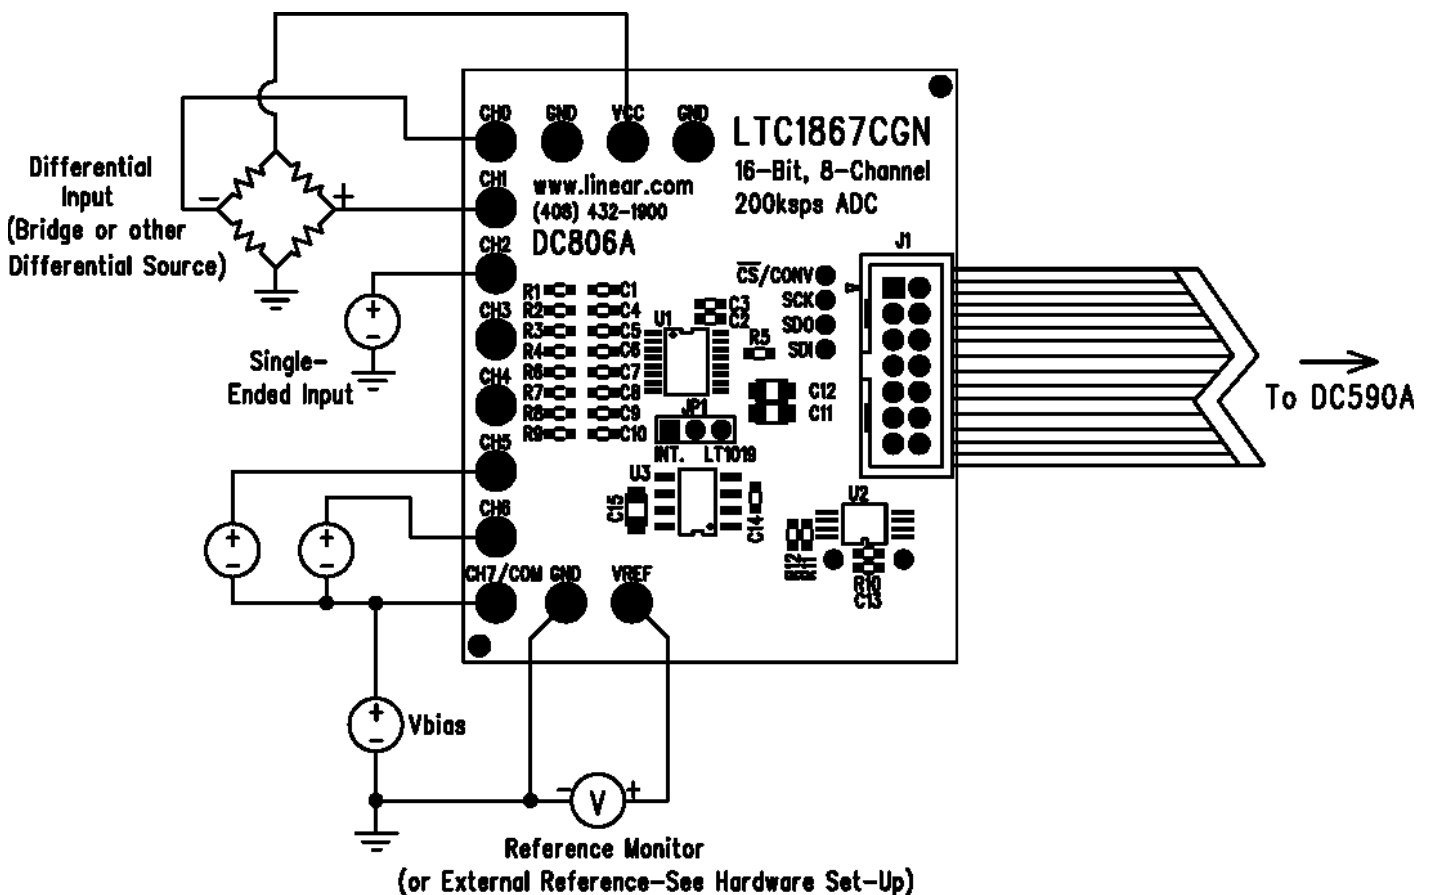 CH0
GND
VCC
GND
LTC1867CGN
16-Bit, 8-Channel
200ksps ADC
Differential
Input
(Bridge or other
Differential Source)
-
+
CH1
www.linear.com
(408) 432-1900
DC806A
CH2
J1
CS/CONV
SCK
SDO
SDI
R1
R2
R3
R4
R6
R7
R8
R9
C1
C4
C5
C6
C7
C8
C9
C10
U1
C3
C2
R5
CH3
+
-
Single-
Ended Input
CH4
C12
C11
JP1
INT.
LT1019
To DC590A
CH5
U3
C15
C14
U2
CH6
+
-
+
-
R10
C13
CH7/COM
GND
VREF
+
-
Vbias
-
V
+
Reference Monitor
(or External Reference-See Hardware Set-Up)